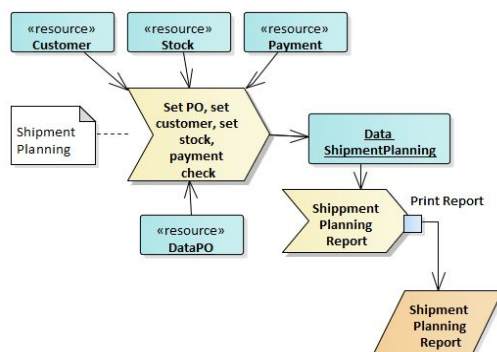 «resource»
Customer
«resource»
Stock
«resource»
Payment
Shipment
Planning
Set PO, set
customer, set
stock,
payment
check
Data
ShipmentPlanning
«resource»
DataPO
Shippment
Planning
Report
Print Report
Shipment
Planning
Report